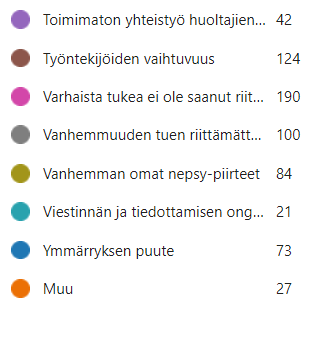 Toimimaton yhteistyö huoltajien... 42
Työntekijöiden vaihtuvuus 124
Varhaista tukea ei ole saanut riit... 190
Vanhemmuuden tuen riittämätt... 100
Vanhemman omat nepsy-piirteet 84
Viestinnän ja tiedottamisen ong... 21
Ymmärryksen puute 73
Muu 27